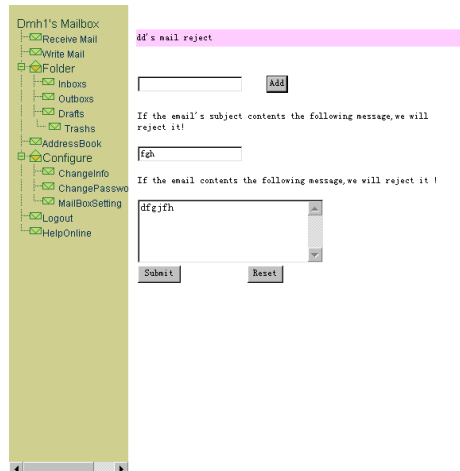 Dmh1's Mailbox
Receive Mail
Write Mail
Folder
Inboxs
Outboxs
Drafts
Trashs
AddressBook
Configure
ChangeInfo
ChangePasswo
MailBoxSetting
Logout
HelpOnline
dd's mail reject
Add
If the email's subject contents the following message,we will
reject it!
fgh
If the email contents the following message,we will reject it !
dfgjfh
Submit
Reset